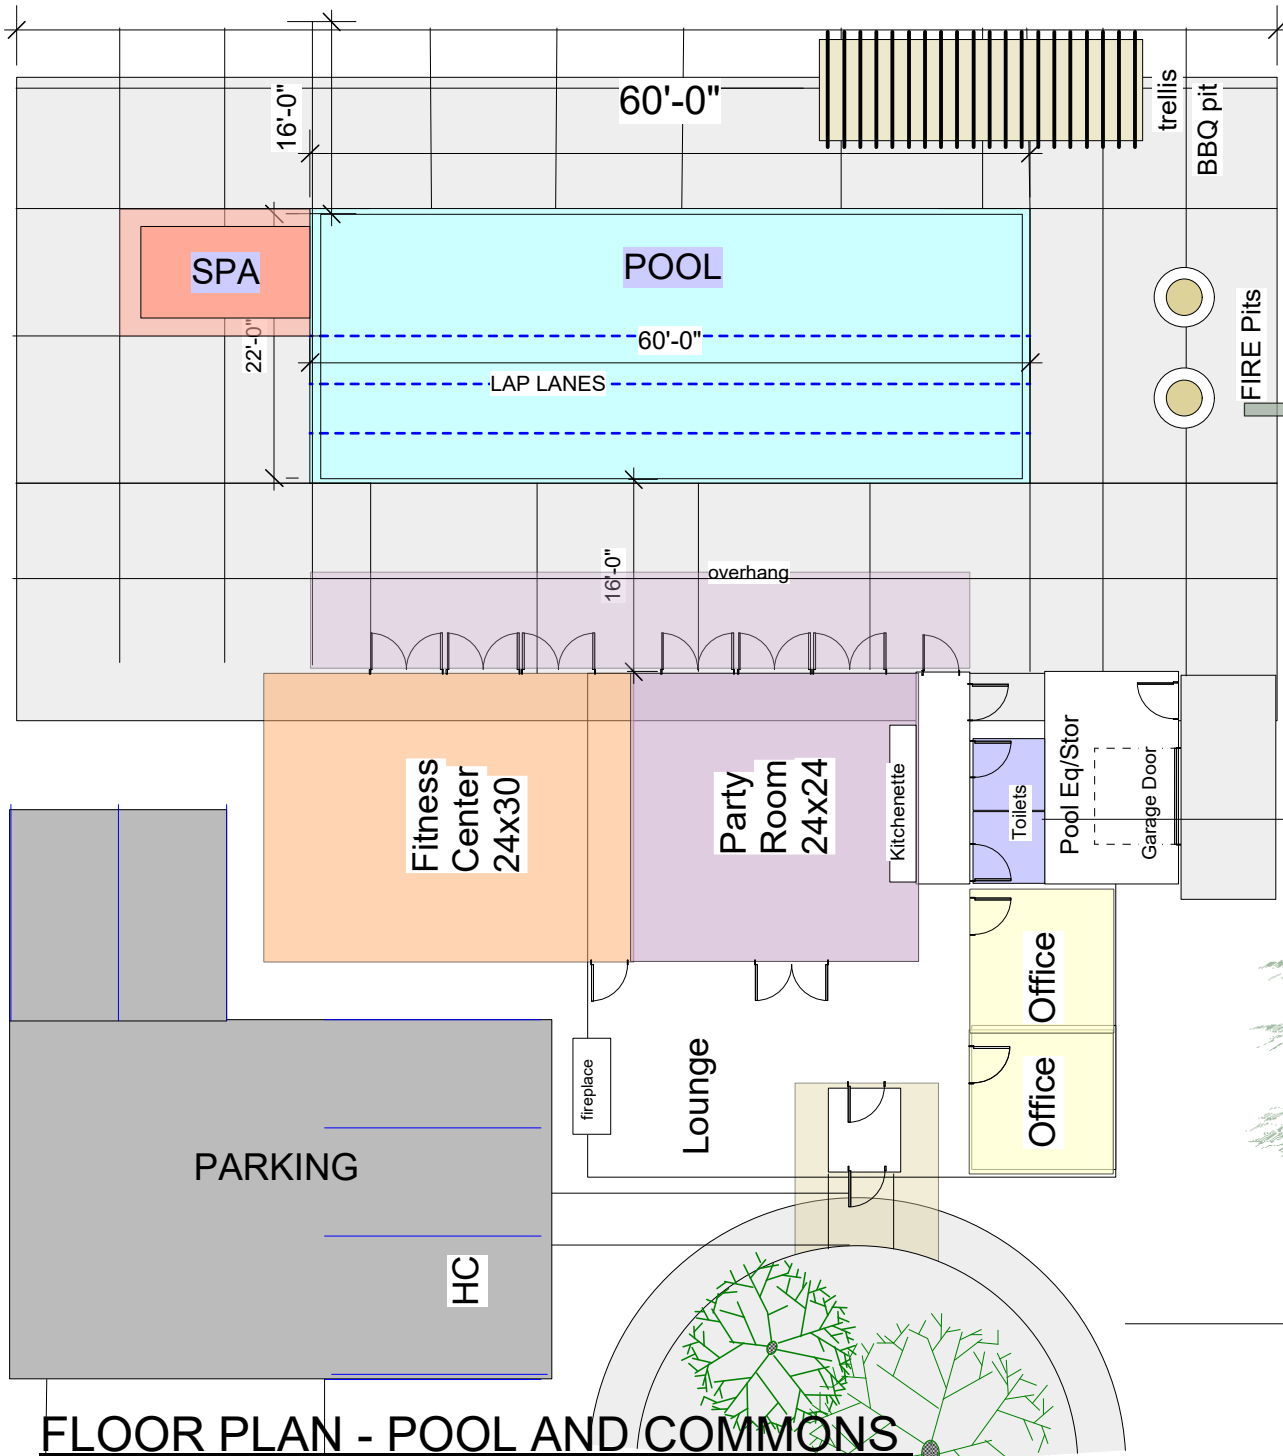 60'-0"
16'-0"
trellis
BBQ pit
SPA
POOL
22'-0"
60'-0"
LAP LANES
FIRE Pits
16'-0"
overhang
Fitness
Center
24x30
Party
Room
24x24
Kitchenette
Toilets
Pool Eq/Stor
Garage Door
Office
Office
fireplace
Lounge
PARKING
HC
FLOOR PLAN - POOL AND COMMONS